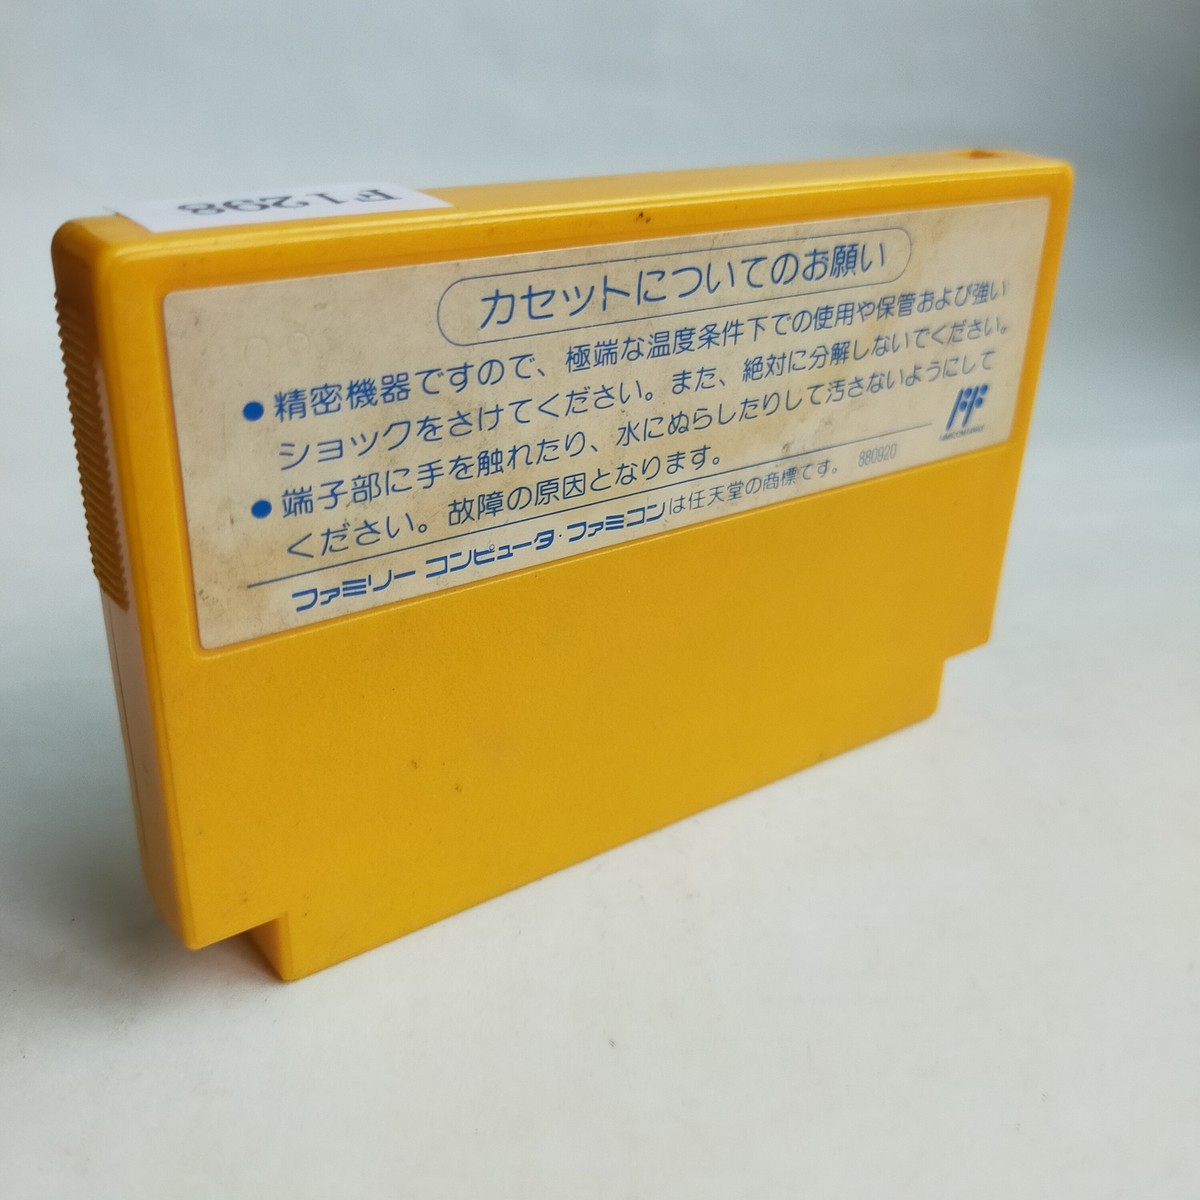 F1298
カセットについてのお願い
●精密機器ですので、極端な温度条件下での使用や保管および強い
ショックをさけてください。また、絶対に分解しないでください。
●端子部に手を触れたり、水にぬらしたりして汚さないようにして
ください。故障の原因となります。
ファミリー コンピュータ・ファミコンは任天堂の商標です。 880920